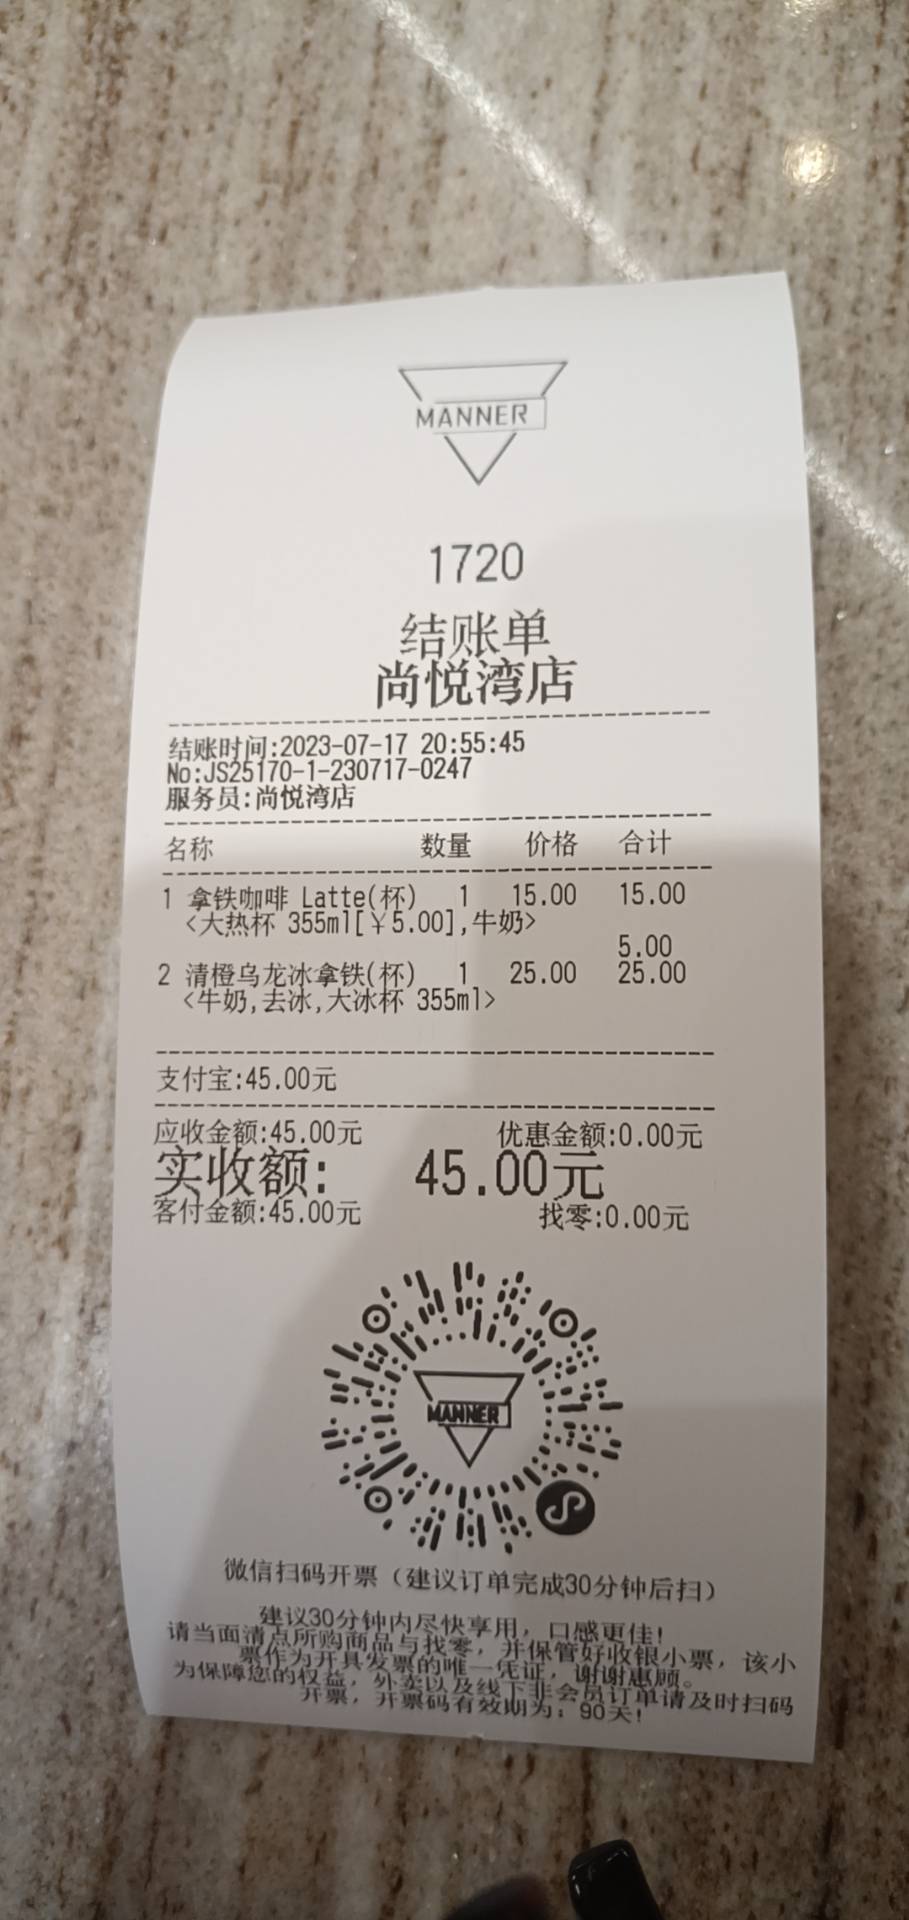 MANNER
1720
结账单
尚悦湾店
结账时间:2023-07-17 20:55:45
No:JS25170-1-230717-0247
服务员:尚悦湾店
名称 数量 价格 合计
1 拿铁咖啡 Latte(杯) 1 15.00 15.00
<大热杯 355ml[￥5.00],牛奶>
5.00
2 清橙乌龙冰拿铁(杯) 1 25.00 25.00
<牛奶,去冰,大冰杯 355ml>
支付宝:45.00元
应收金额:45.00元 优惠金额:0.00元
实收额: 45.00元
客付金额:45.00元 找零:0.00元
MANNER
微信扫码开票（建议订单完成30分钟后扫）
建议30分钟内尽快享用，口感更佳!
请当面清点所购商品与找零，并保管好收银小票，该小
票作为开具发票的唯一凭证，谢谢惠顾。
为保障您的权益，外卖以及线下非会员订单请及时扫码
开票，开票码有效期为：90天!